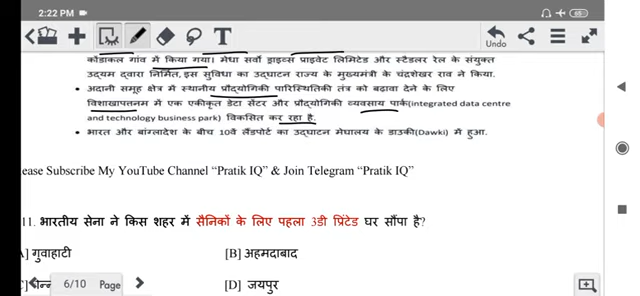 2:22 PM
65
Undo
कोंडाकल गांव में किया गया। मेधा सर्वो ड्राइव्स प्राइवेट लिमिटेड और स्टैडलर रेल के संयुक्त
उद्यम द्वारा निर्मित, इस सुविधा का उद्घाटन राज्य के मुख्यमंत्री के चंद्रशेखर राव ने किया.
• अदानी समूह क्षेत्र में स्थानीय प्रौद्योगिकी पारिस्थितिकी तंत्र को बढ़ावा देने के लिए
विशाखापत्तनम में एक एकीकृत डेटा सेंटर और प्रौद्योगिकी व्यवसाय पार्क(integrated data centre
and technology business park) विकसित कर रहा है.
• भारत और बांग्लादेश के बीच 10वें लैंडपोर्ट का उद्घाटन मेघालय के डाउकी(Dawki) में हुआ.
ease Subscribe My YouTube Channel “Pratik IQ” & Join Telegram “Pratik IQ”
11. भारतीय सेना ने किस शहर में सैनिकों के लिए पहला 3डी प्रिंटेड घर सौंपा है?
A] गुवाहाटी [B] अहमदाबाद
[D] जयपुर
6/10 Page